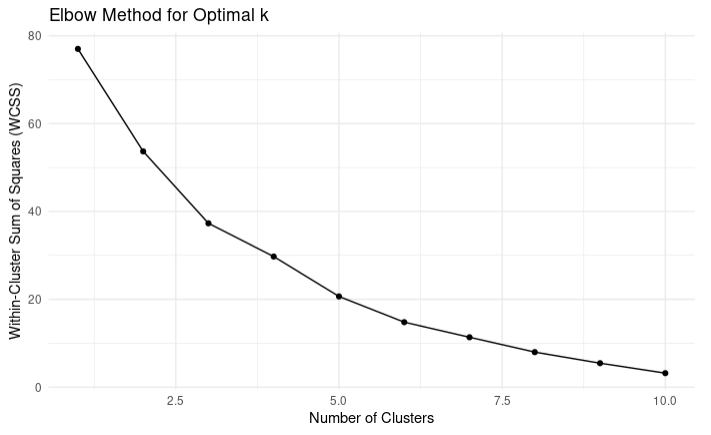 Elbow Method for Optimal k
Within-Cluster Sum of Squares (WCSS)
80
60
40
20
0
2.5 5.0 7.5 10.0
Number of Clusters